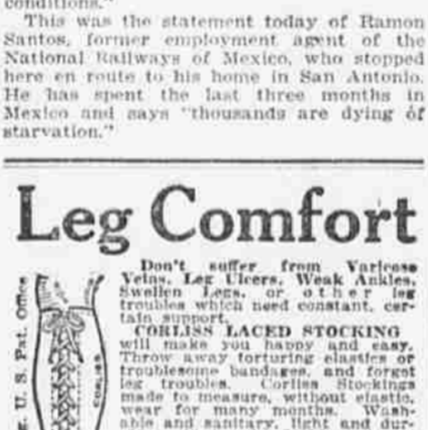 conditions."
This was the statement today of Ramon
Santos, former employment agent of the
National Railways of Mexico, who stopped
here en route to his home in San Antonio.
He has spent the last three months in
Mexico and says "thousands are dying of
starvation."
Leg Comfort
Don't suffer from Varicose
Veins, Leg Ulcers, Weak Ankles,
Swollen Legs, or other leg
troubles which need constant, cer-
tain support.
CORLISS LACED STOCKING
will make you happy and easy.
Throw away torturing elastics or
troublesome bandages, and forget
leg troubles. Corliss Stockings
made to measure, without elastic,
wear for many months. Wash-
able and sanitary, light and dur-
g. U. S. Pat. Office
CORLISS